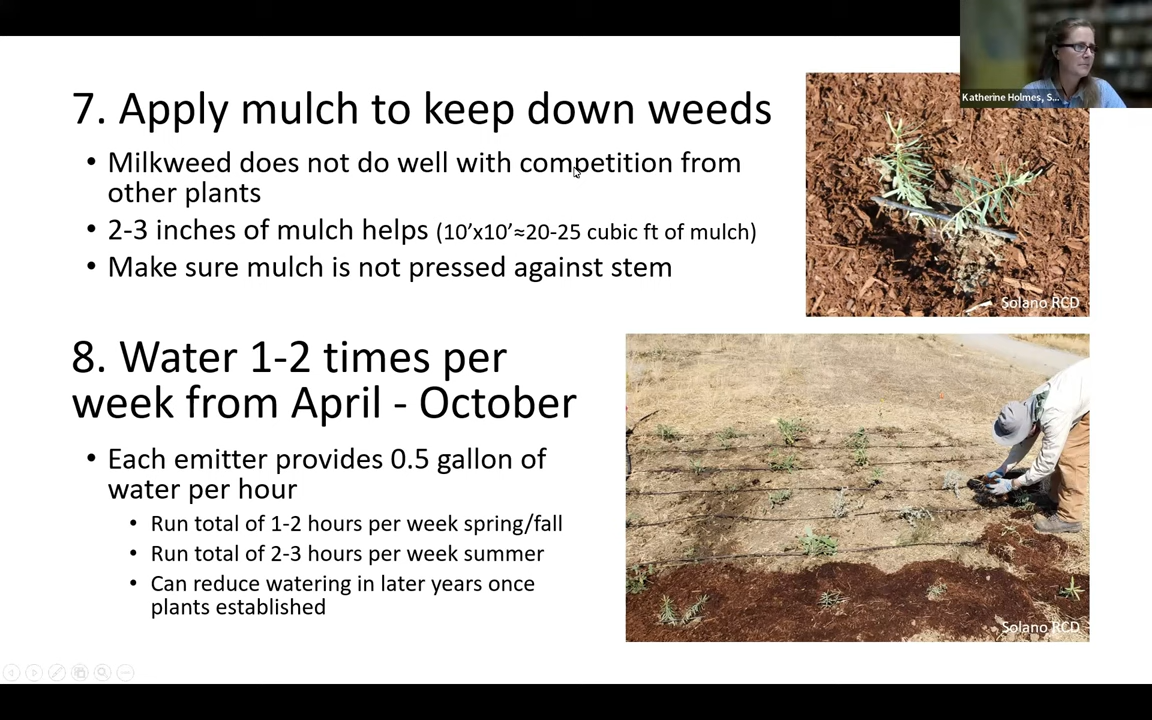 7. Apply mulch to keep down weeds
• Milkweed does not do well with competition from
other plants
• 2-3 inches of mulch helps (10’x10’≈20-25 cubic ft of mulch)
• Make sure mulch is not pressed against stem
8. Water 1-2 times per
week from April - October
• Each emitter provides 0.5 gallon of
water per hour
• Run total of 1-2 hours per week spring/fall
• Run total of 2-3 hours per week summer
• Can reduce watering in later years once
plants established
Katherine Holmes, S...
Solano RCD
Solano RCD